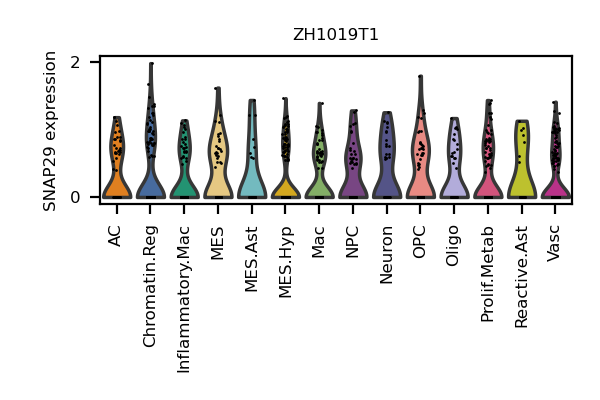 ZH1019T1
SNAP29 expression
2
0
AC
Chromatin.Reg
Inflammatory.Mac
MES
MES.Ast
MES.Hyp
Mac
NPC
Neuron
OPC
Oligo
Prolif.Metab
Reactive.Ast
Vasc